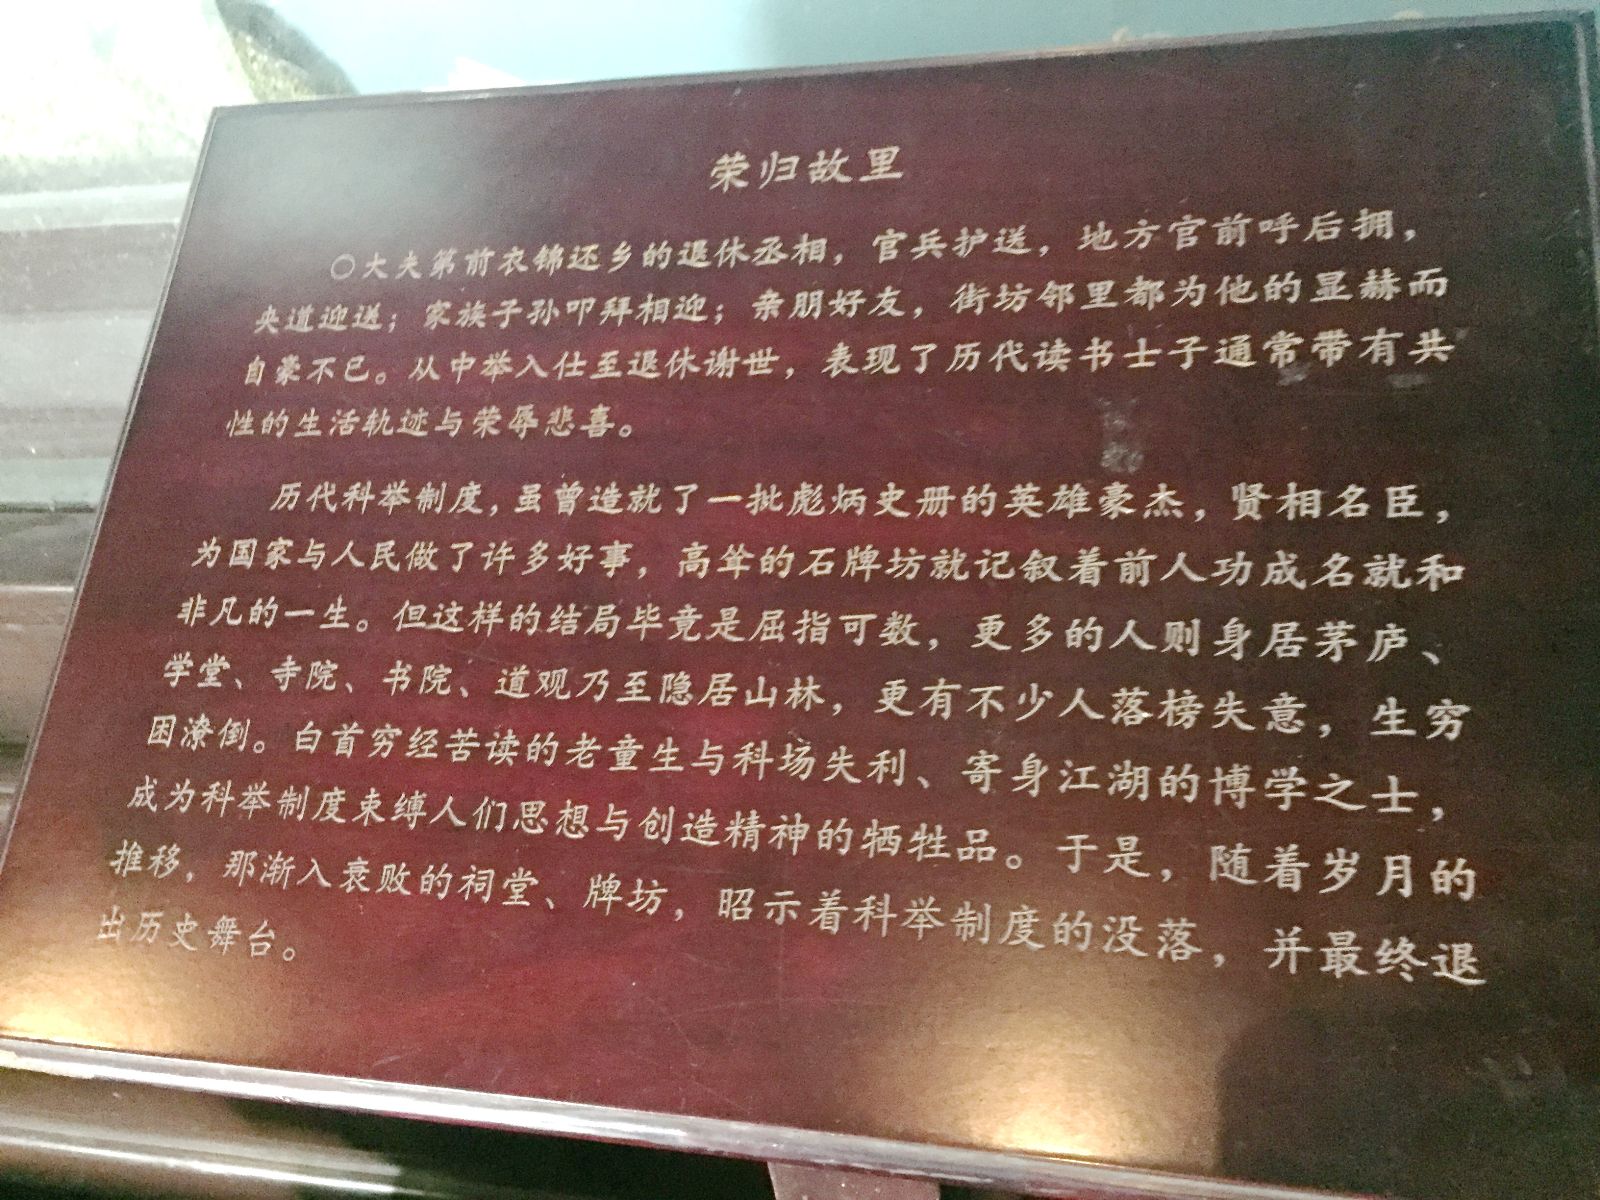 荣归故里
○大夫第前衣锦还乡的退休丞相，官兵护送，地方官前呼后拥，
央道迎送；家族子孙叩拜相迎；亲朋好友，街坊邻里都为他的显赫而
自豪不已。从中举入仕至退休谢世，表现了历代读书士子通常带有共
性的生活轨迹与荣辱悲喜。
历代科举制度，虽曾造就了一批彪炳史册的英雄豪杰，贤相名臣，
为国家与人民做了许多好事，高耸的石牌坊就记叙着前人功成名就和
非凡的一生。但这样的结局毕竟是屈指可数，更多的人则身居茅庐、
学堂、寺院、书院、道观乃至隐居山林，更有不少人落榜失意，生穷
困潦倒。白首穷经苦读的老童生与科场失利、寄身江湖的博学之士，
成为科举制度束缚人们思想与创造精神的牺牲品。于是，随着岁月的
推移，那渐入衰败的祠堂、牌坊，昭示着科举制度的没落，并最终退
出历史舞台。